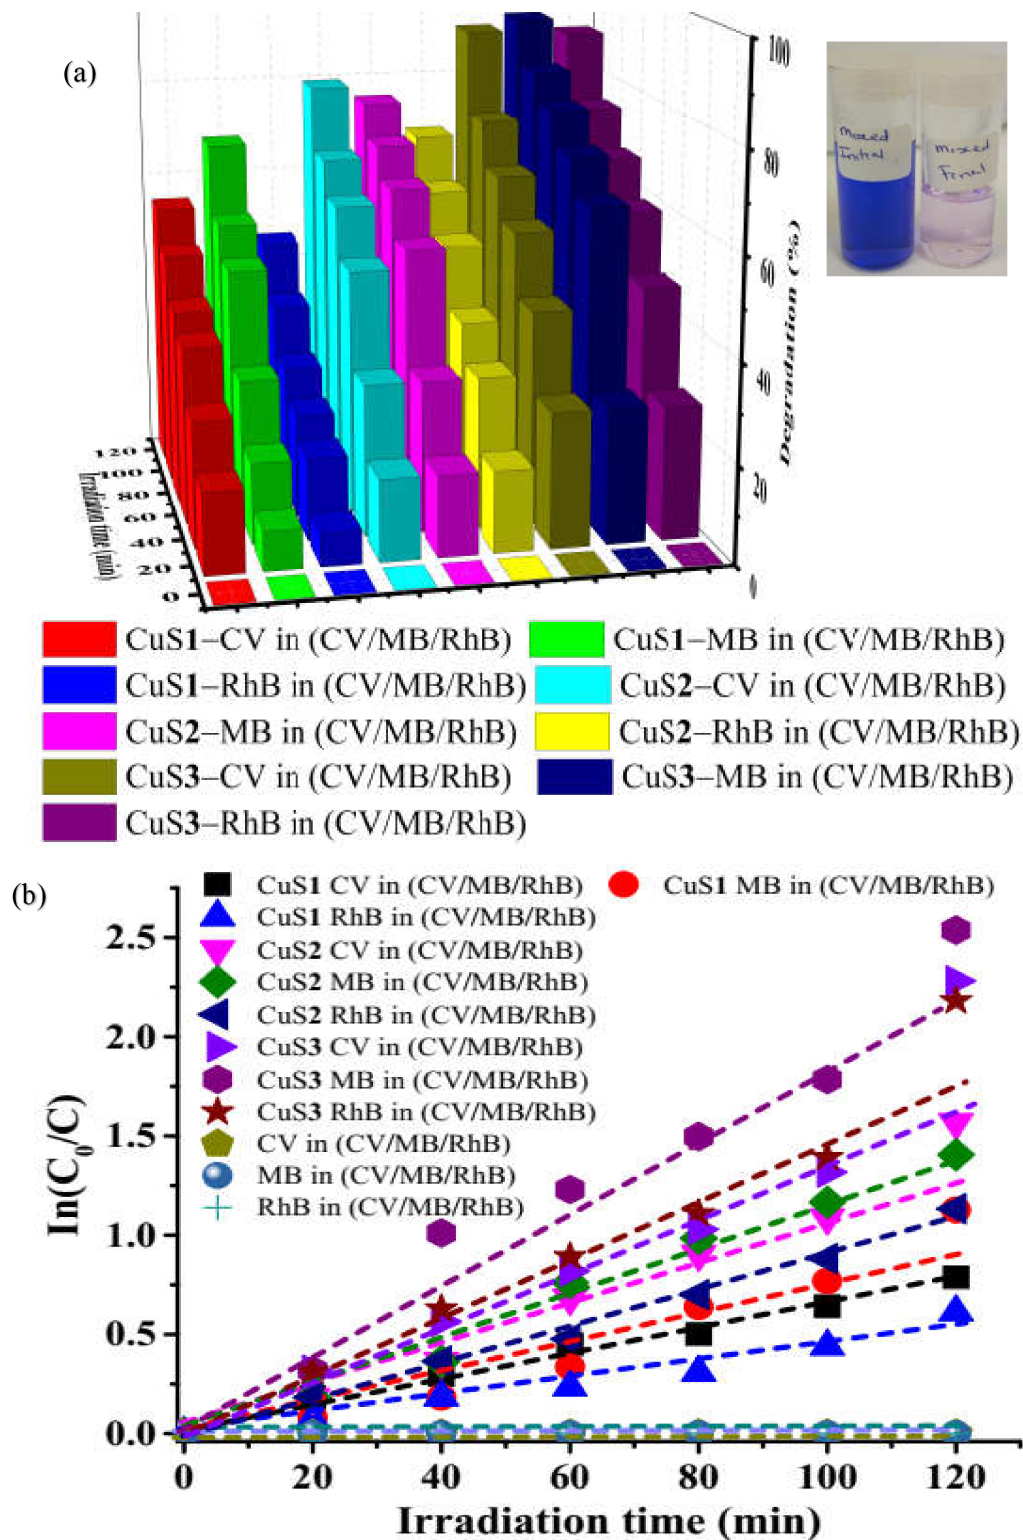 (a)
100
80
60
40
20
0
Degradation (%)
120
100
80
60
40
20
0
Irradiation time (min)
Mixed
Initial
Mixed
Final
CuS1–CV in (CV/MB/RhB)
CuS1–MB in (CV/MB/RhB)
CuS1–RhB in (CV/MB/RhB)
CuS2–CV in (CV/MB/RhB)
CuS2–MB in (CV/MB/RhB)
CuS2–RhB in (CV/MB/RhB)
CuS3–CV in (CV/MB/RhB)
CuS3–MB in (CV/MB/RhB)
CuS3–RhB in (CV/MB/RhB)
(b)
CuS1 CV in (CV/MB/RhB)
CuS1 MB in (CV/MB/RhB)
CuS1 RhB in (CV/MB/RhB)
CuS2 CV in (CV/MB/RhB)
CuS2 MB in (CV/MB/RhB)
CuS2 RhB in (CV/MB/RhB)
CuS3 CV in (CV/MB/RhB)
CuS3 MB in (CV/MB/RhB)
CuS3 RhB in (CV/MB/RhB)
CV in (CV/MB/RhB)
MB in (CV/MB/RhB)
RhB in (CV/MB/RhB)
ln(C0/C)
2.5
2.0
1.5
1.0
0.5
0.0
0 20 40 60 80 100 120
Irradiation time (min)